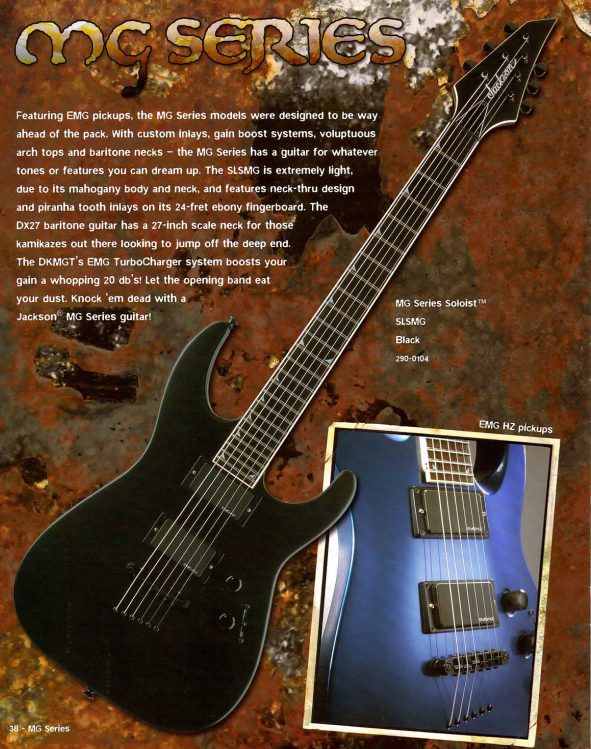 MG SERIES
Featuring EMG pickups, the MG Series models were designed to be way
ahead of the pack. With custom inlays, gain boost systems, voluptuous
arch tops and baritone necks – the MG Series has a guitar for whatever
tones or features you can dream up. The SLSMG is extremely light,
due to its mahogany body and neck, and features neck-thru design
and piranha tooth inlays on its 24-fret ebony fingerboard. The
DX27 baritone guitar has a 27-inch scale neck for those
kamikazes out there looking to jump off the deep end.
The DKMGT's EMG TurboCharger system boosts your
gain a whopping 20 db's! Let the opening band eat
your dust. Knock 'em dead with a
Jackson® MG Series guitar!
Jackson
MG Series Soloist™
SLSMG
Black
290-0104
EMG HZ pickups
38 - MG Series